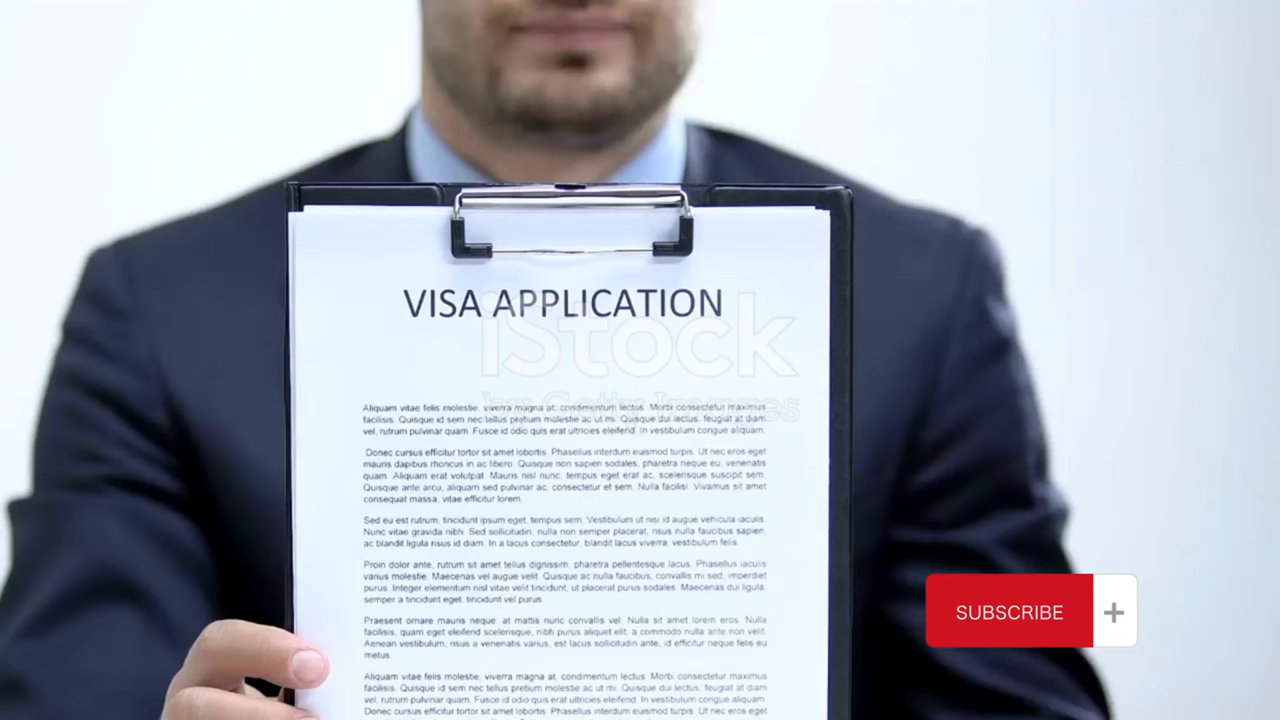 VISA APPLICATION
iStock
by Getty Images
Aliquam vitae felis molestie, viverra magna at, condimentum lectus. Morbi consectetur maximus
facilisis. Quisque id sem nec tellus pretium molestie ac ut mi. Quisque dui lectus, feugiat at diam
vel, rutrum pulvinar quam. Fusce id odio quis erat ultricies eleifend. In vestibulum congue aliquam.
Donec cursus efficitur tortor sit amet lobortis. Phasellus interdum euismod turpis. Ut nec eros eget
mauris dapibus rhoncus in ac libero. Quisque non sapien sodales, pharetra neque eu, venenatis
quam. Aliquam erat volutpat. Mauris nisl nunc, tempus eget erat ac, scelerisque suscipit sem.
Quisque ante arcu, aliquam sed pulvinar ac, consectetur et sem. Nulla facilisi. Vivamus sit amet
consequat massa, vitae efficitur lorem.
Sed eu est rutrum, tincidunt ipsum eget, tempus sem. Vestibulum ut nisi id augue vehicula iaculis.
Nunc vitae gravida nibh. Sed sollicitudin, nulla non semper placerat, risus nulla faucibus sapien,
ac blandit ligula risus id diam. In a lacus consectetur, blandit lacus viverra, vestibulum felis.
Proin dolor ante, rutrum sit amet tellus dignissim, pharetra pellentesque lacus. Phasellus iaculis
varius molestie. Maecenas vel augue velit. Quisque ac nulla faucibus, convallis mi sed, imperdiet
purus. Integer elementum nisl vitae velit tincidunt, ut placerat purus sodales. Maecenas dui ligula,
semper a tincidunt eget, tincidunt vel purus.
Praesent ornare mauris neque, at mattis nunc convallis vel. Nulla sit amet lorem eros. Nulla
facilisis, quam eget eleifend scelerisque, nibh purus aliquet elit, a commodo nulla ante non velit.
Aenean vestibulum, risus a venenatis varius, est lacus sollicitudin ante, id efficitur neque felis eu
metus.
Aliquam vitae felis molestie, viverra magna at, condimentum lectus. Morbi consectetur maximus
facilisis. Quisque id sem nec tellus pretium molestie ac ut mi. Quisque dui lectus, feugiat at diam
vel, rutrum pulvinar quam. Fusce id odio quis erat ultricies eleifend. In vestibulum congue aliquam.
Donec cursus efficitur tortor sit amet lobortis. Phasellus interdum euismod turpis. Ut nec eros eget
SUBSCRIBE +